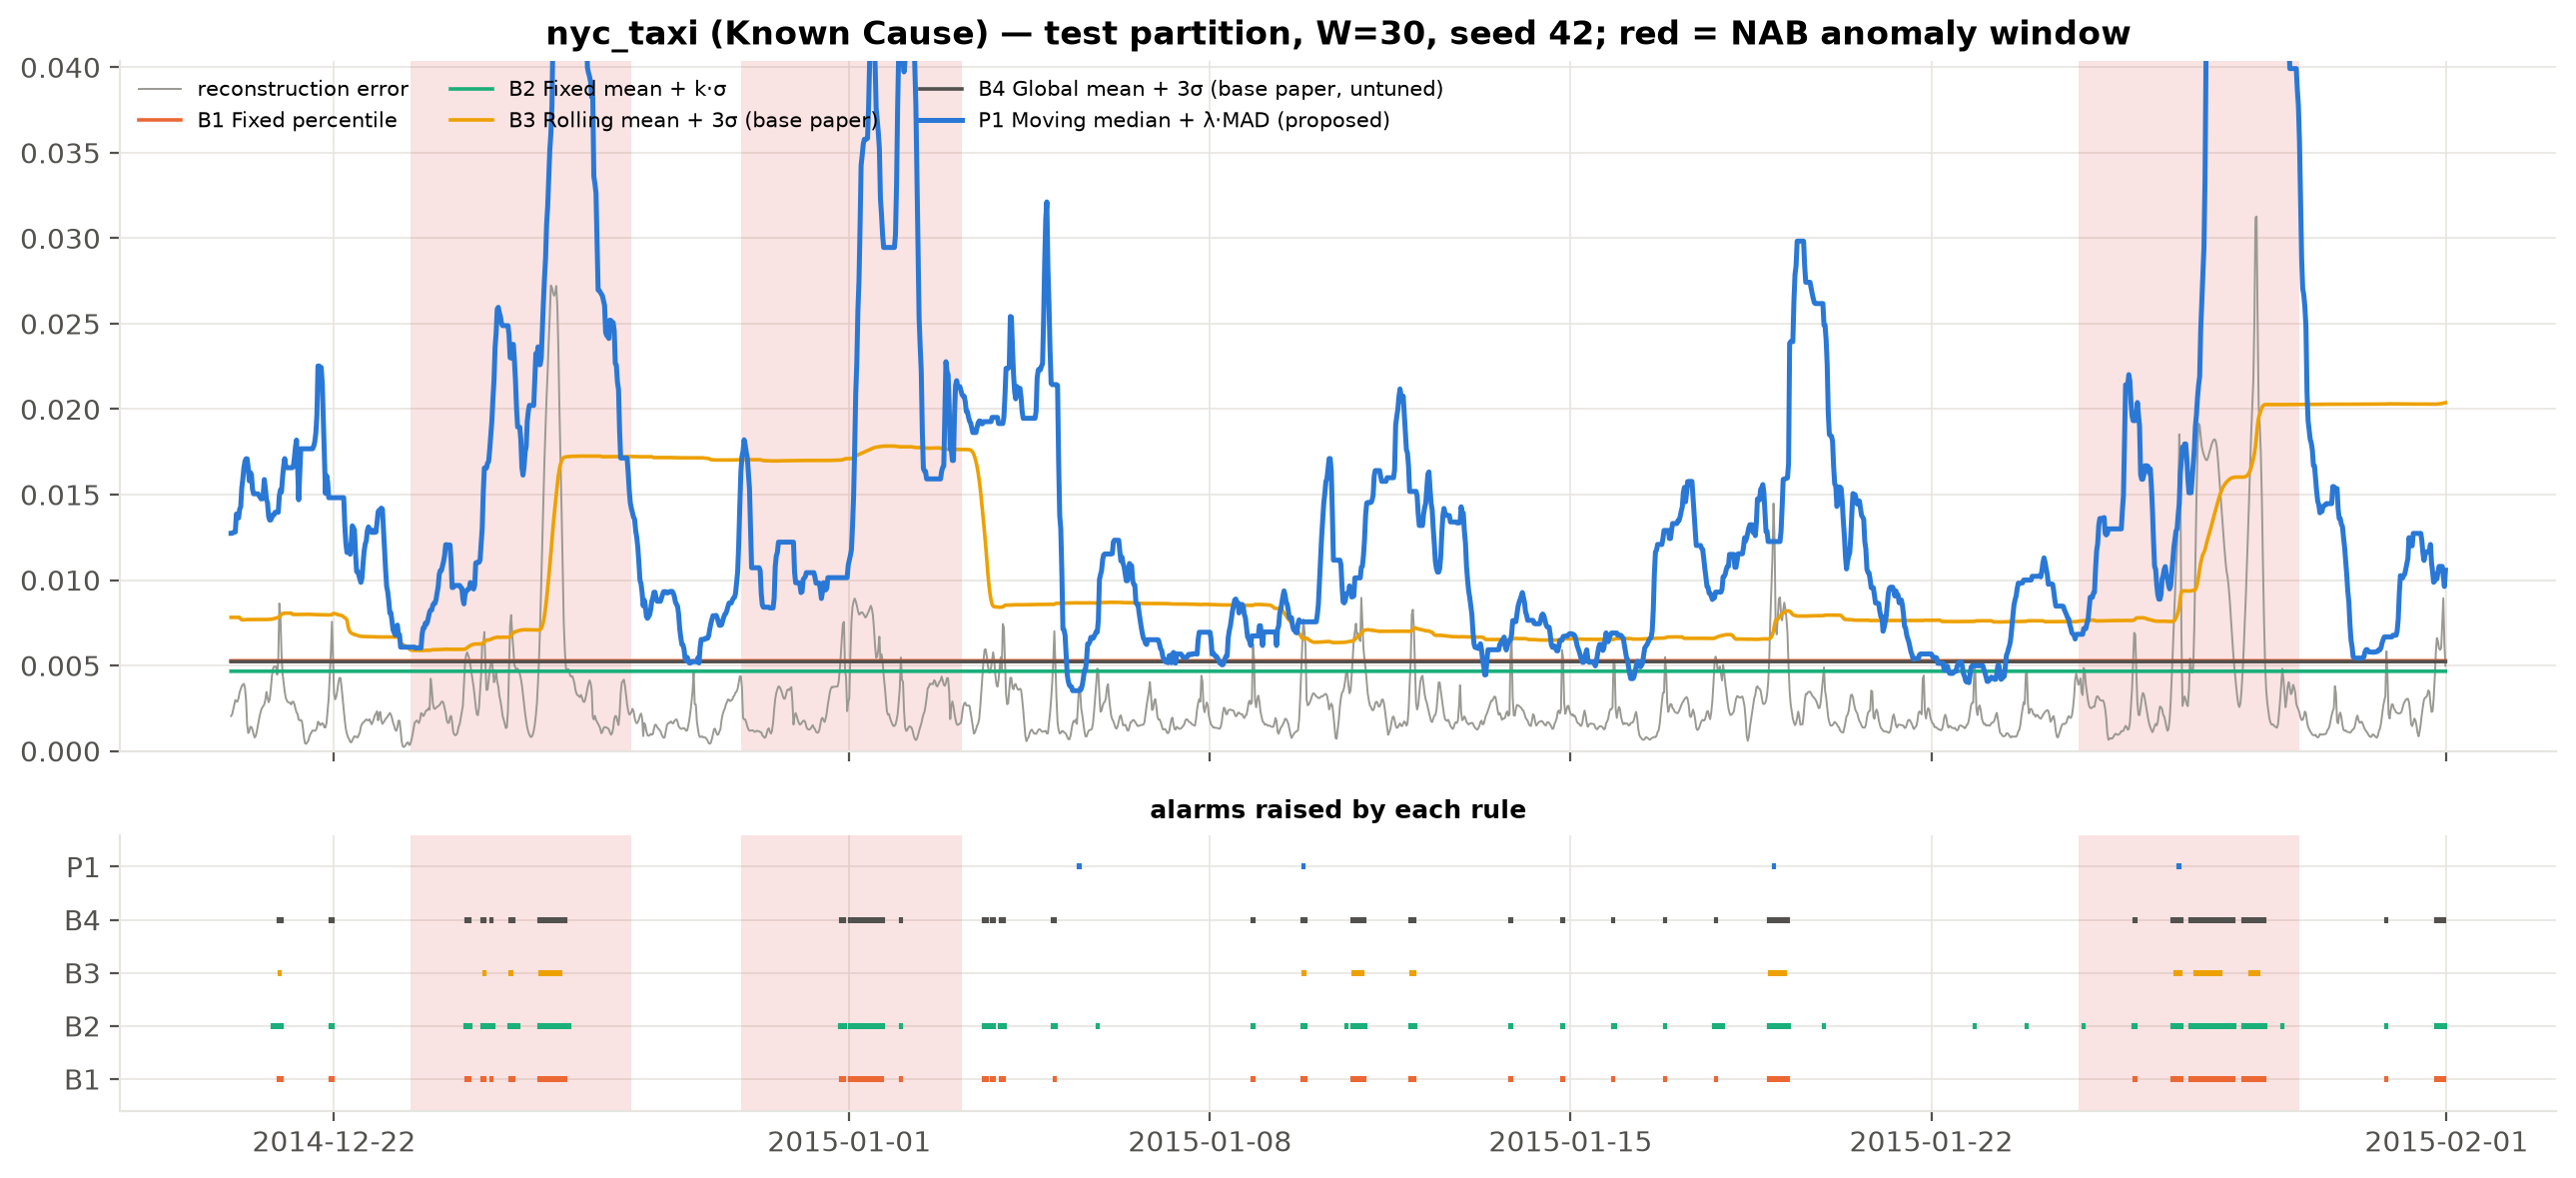 nyc_taxi (Known Cause) — test partition, W=30, seed 42; red = NAB anomaly window
0.040
0.035
0.030
0.025
0.020
0.015
0.010
0.005
0.000
reconstruction error
B1 Fixed percentile
B2 Fixed mean + k·σ
B3 Rolling mean + 3σ (base paper)
B4 Global mean + 3σ (base paper, untuned)
P1 Moving median + λ·MAD (proposed)
alarms raised by each rule
P1
B4
B3
B2
B1
2014-12-22
2015-01-01
2015-01-08
2015-01-15
2015-01-22
2015-02-01